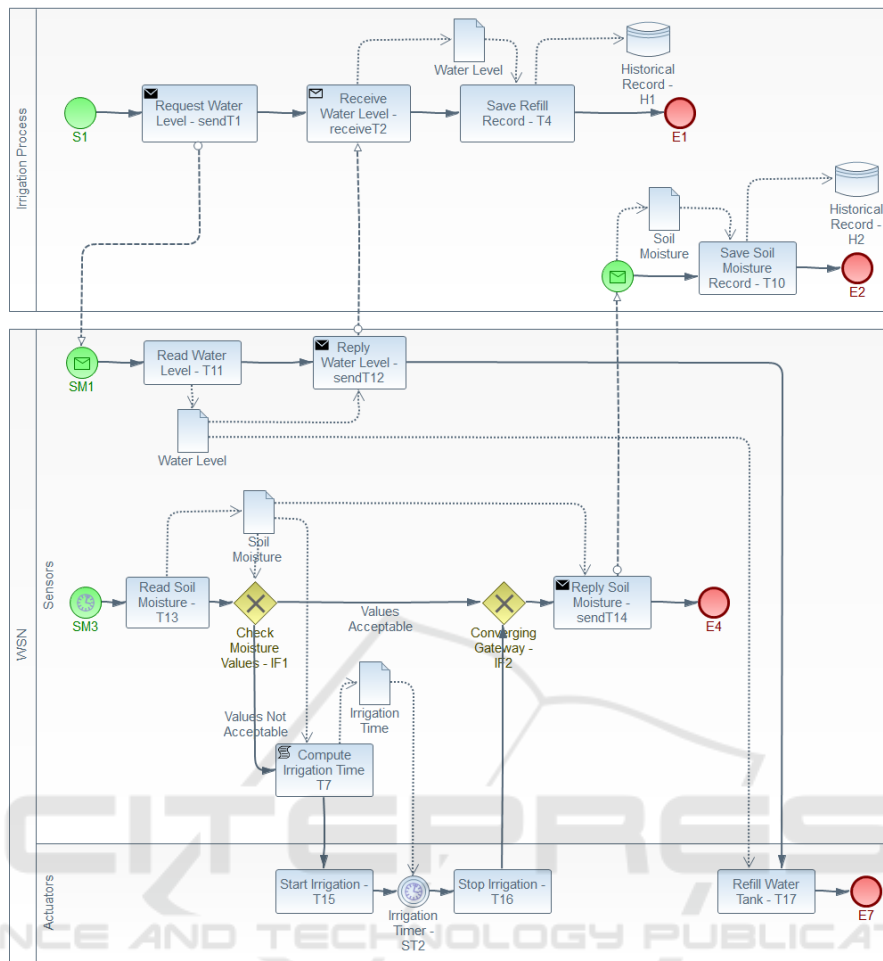 Irrigation Process
S1
Request Water
Level - sendT1
Receive
Water Level -
receiveT2
Water Level
Save Refill
Record - T4
Historical
Record -
H1
E1
Soil
Moisture
Save Soil
Moisture
Record - T10
Historical
Record -
H2
E2
WSN
Sensors
SM1
Read Water
Level - T11
Reply
Water Level -
sendT12
Water Level
Soil
Moisture
SM3
Read Soil
Moisture -
T13
Check
Moisture
Values - IF1
Values
Acceptable
Converging
Gateway -
IF2
Reply Soil
Moisture -
sendT14
E4
Values Not
Acceptable
Irrigation
Time
Compute
Irrigation Time
T7
Actuators
Start Irrigation -
T15
Irrigation
Timer -
ST2
Stop Irrigation -
T16
Refill Water
Tank - T17
E7
CITEPRES
NCE AND TECHNOLOGY PUBLICAT